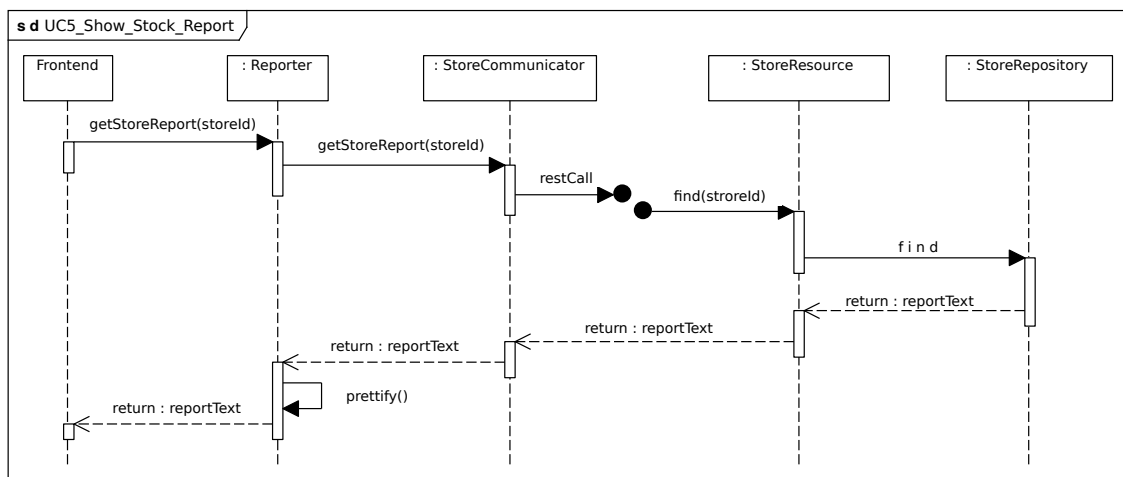 sd UC5_Show_Stock_Report
Frontend
: Reporter
: StoreCommunicator
: StoreResource
: StoreRepository
getStoreReport(storeId)
getStoreReport(storeId)
restCall
find(stroreId)
find
return : reportText
return : reportText
return : reportText
prettify()
return : reportText